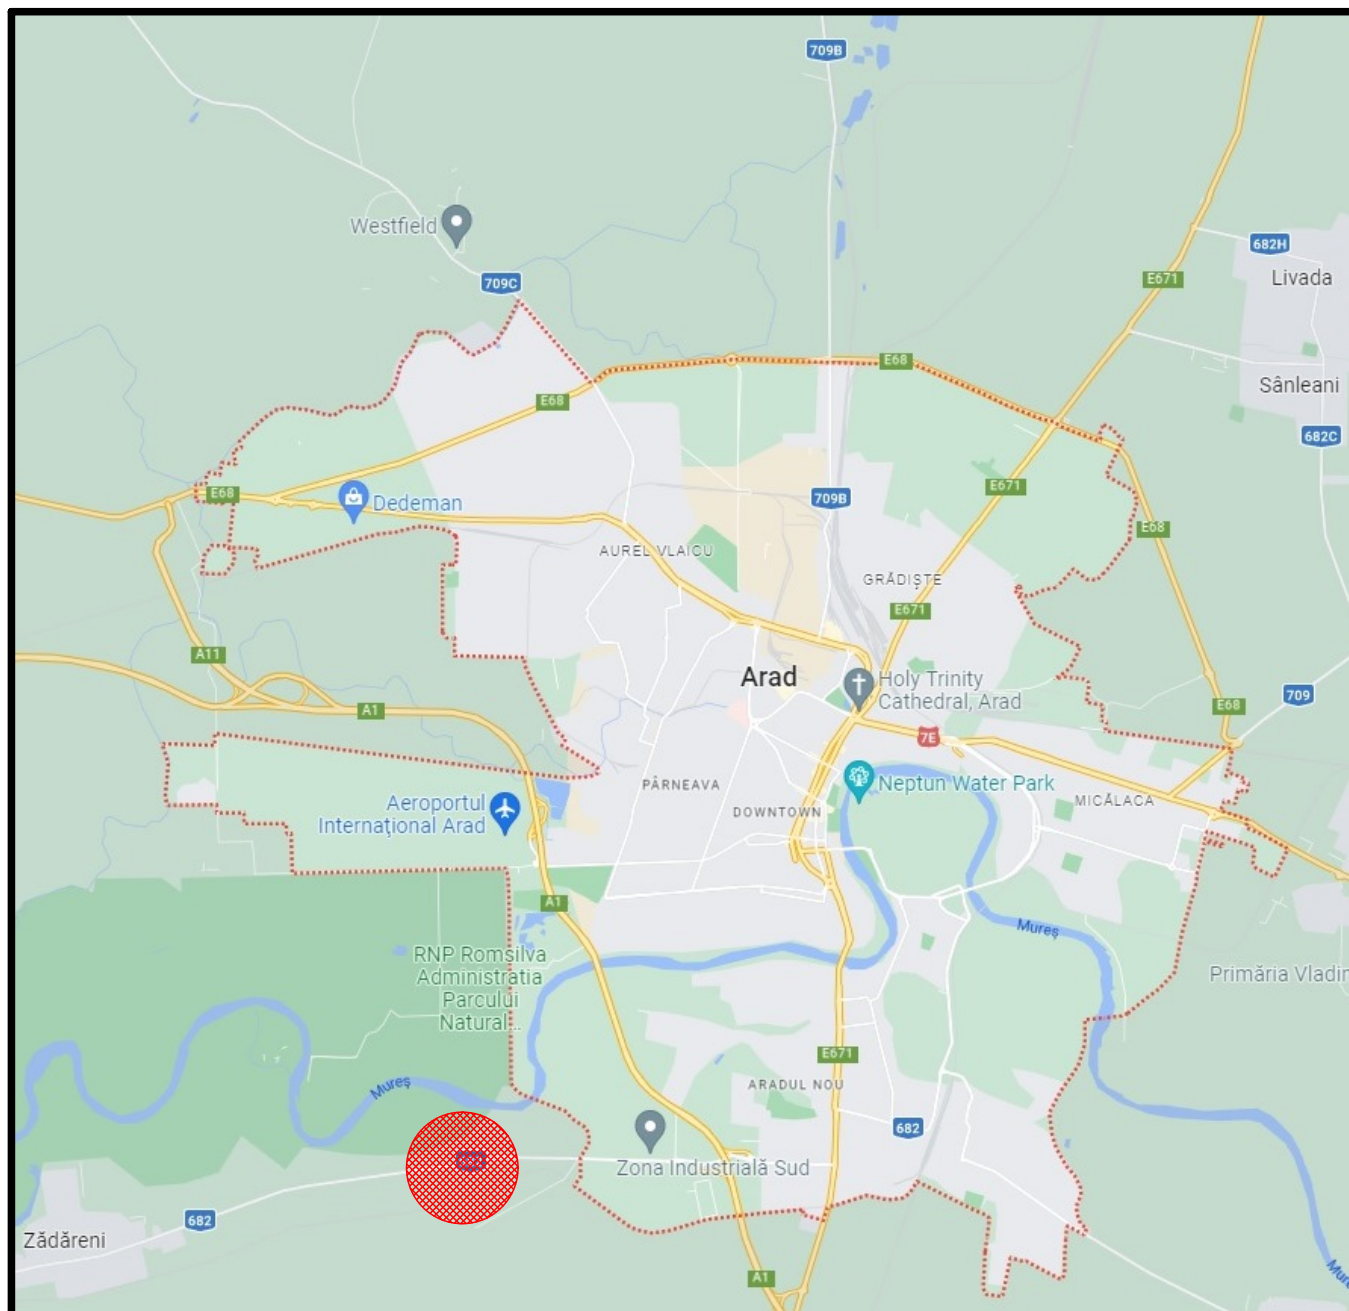 709B
Westfield
709C
682H
Livada
E671
E68
E68
Sânleani
682C
E68
Dedeman
709B
E671
E68
AUREL VLAICU
GRĂDIȘTE
E671
A11
Arad
Holy Trinity
Cathedral, Arad
709
E68
A1
7E
PÂRNEAVA
Neptun Water Park
Aeroportul
Internațional Arad
DOWNTOWN
MICĂLACA
A1
Mureș
RNP Romsilva
Administratia
Parcului
Natural...
Primăria Vladin
E671
Mureș
ARADUL NOU
682
Zona Industrială Sud
682
Zădăreni
A1